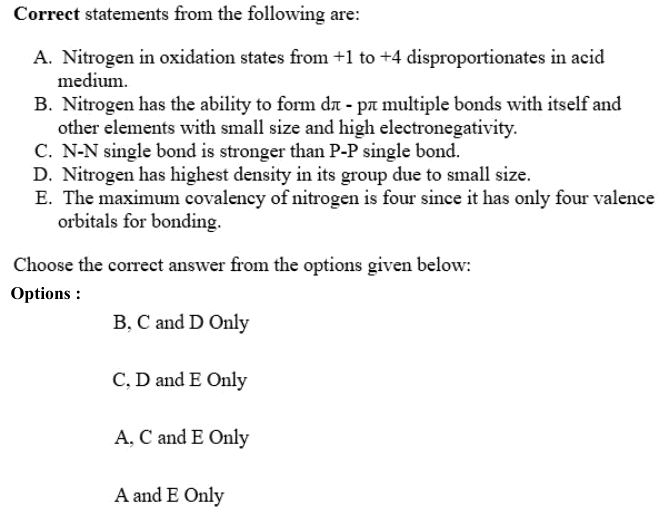 Correct statements from the following are:
A. Nitrogen in oxidation states from +1 to +4 disproportionates in acid
medium.
B. Nitrogen has the ability to form dπ - pπ multiple bonds with itself and
other elements with small size and high electronegativity.
C. N-N single bond is stronger than P-P single bond.
D. Nitrogen has highest density in its group due to small size.
E. The maximum covalency of nitrogen is four since it has only four valence
orbitals for bonding.
Choose the correct answer from the options given below:
Options :
B, C and D Only
C, D and E Only
A, C and E Only
A and E Only